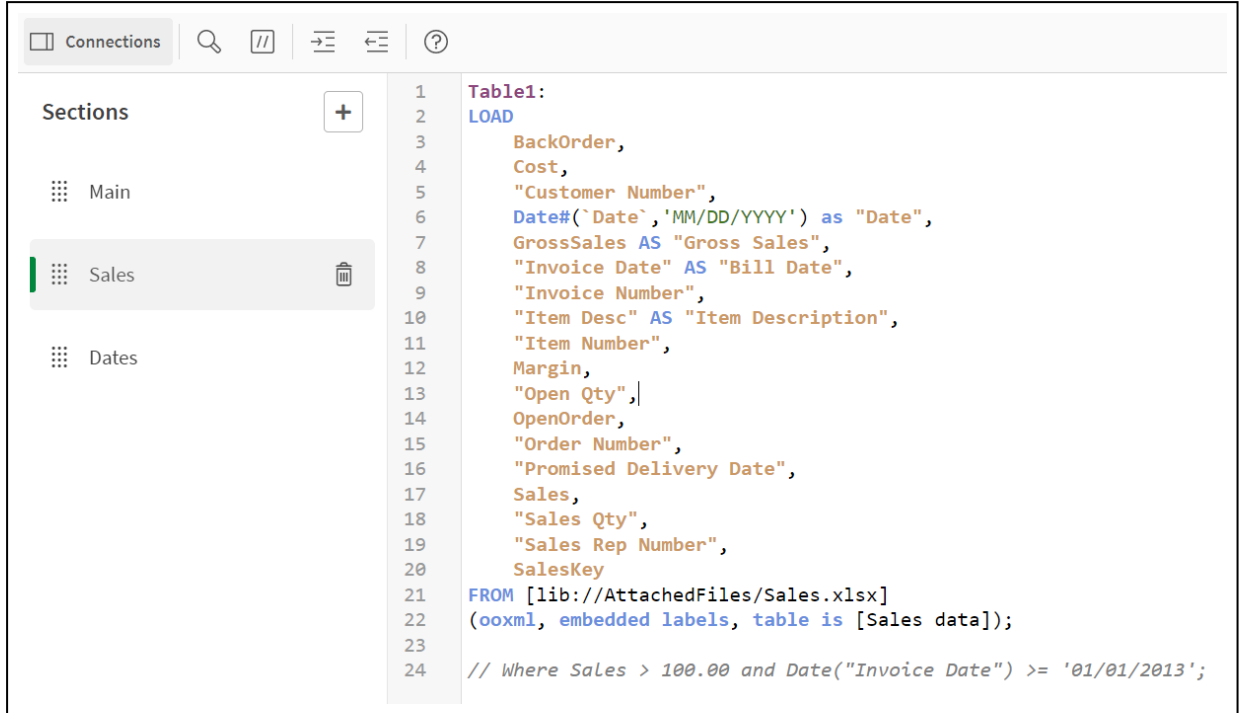 Connections
Sections
+
Main
Sales
Dates
1 Table1:
2 LOAD
3     BackOrder,
4     Cost,
5     "Customer Number",
6     Date#(`Date`,'MM/DD/YYYY') as "Date",
7     GrossSales AS "Gross Sales",
8     "Invoice Date" AS "Bill Date",
9     "Invoice Number",
10     "Item Desc" AS "Item Description",
11     "Item Number",
12     Margin,
13     "Open Qty",
14     OpenOrder,
15     "Order Number",
16     "Promised Delivery Date",
17     Sales,
18     "Sales Qty",
19     "Sales Rep Number",
20     SalesKey
21 FROM [lib://AttachedFiles/Sales.xlsx]
22 (ooxml, embedded labels, table is [Sales data]);
23
24 // Where Sales > 100.00 and Date("Invoice Date") >= '01/01/2013';